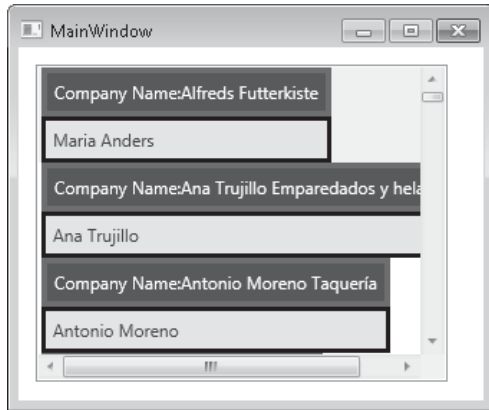 MainWindow
Company Name:Alfreds Futterkiste
Maria Anders
Company Name:Ana Trujillo Emparedados y hela
Ana Trujillo
Company Name:Antonio Moreno Taquería
Antonio Moreno